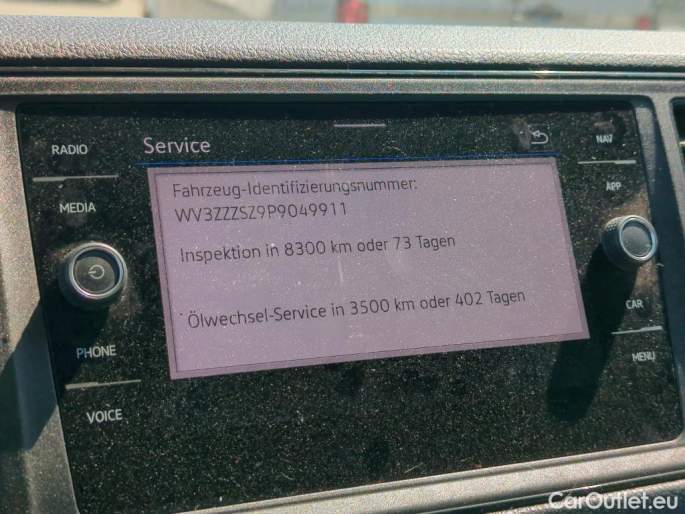 RADIO
Service
NAV
MEDIA
APP
Fahrzeug-Identifizierungsnummer:
WV3ZZZSZ9P9049911
Inspektion in 8300 km oder 73 Tagen
Ölwechsel-Service in 3500 km oder 402 Tagen
CAR
PHONE
MENU
VOICE
CarOutlet.eu